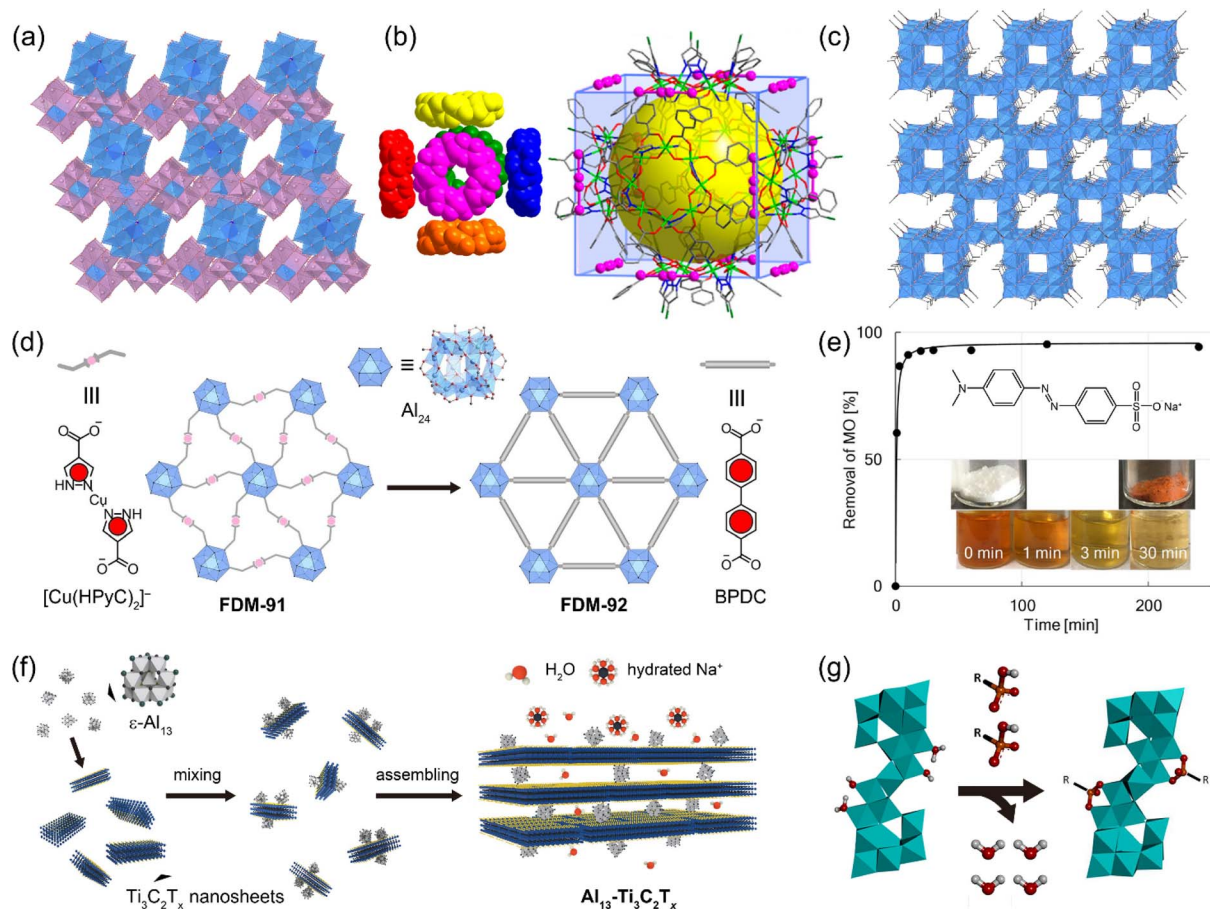 (a)
(b)
(c)
(d)
III
HN–N
Cu
N–NH
O
O⁻
⁻O
O
[Cu(HPyC)₂]⁻
FDM-91
≡
Al₂₄
FDM-92
III
O
O⁻
⁻O
O
BPDC
(e)
100
50
0
Removal of MO [%]
N
N
N
O
S
O Na⁺
O
0 min
1 min
3 min
30 min
0
100
200
Time [min]
(f)
ε-Al₁₃
Ti₃C₂Tₓ nanosheets
mixing
assembling
H₂O
hydrated Na⁺
Al₁₃-Ti₃C₂Tₓ
(g)
R
R
R
R